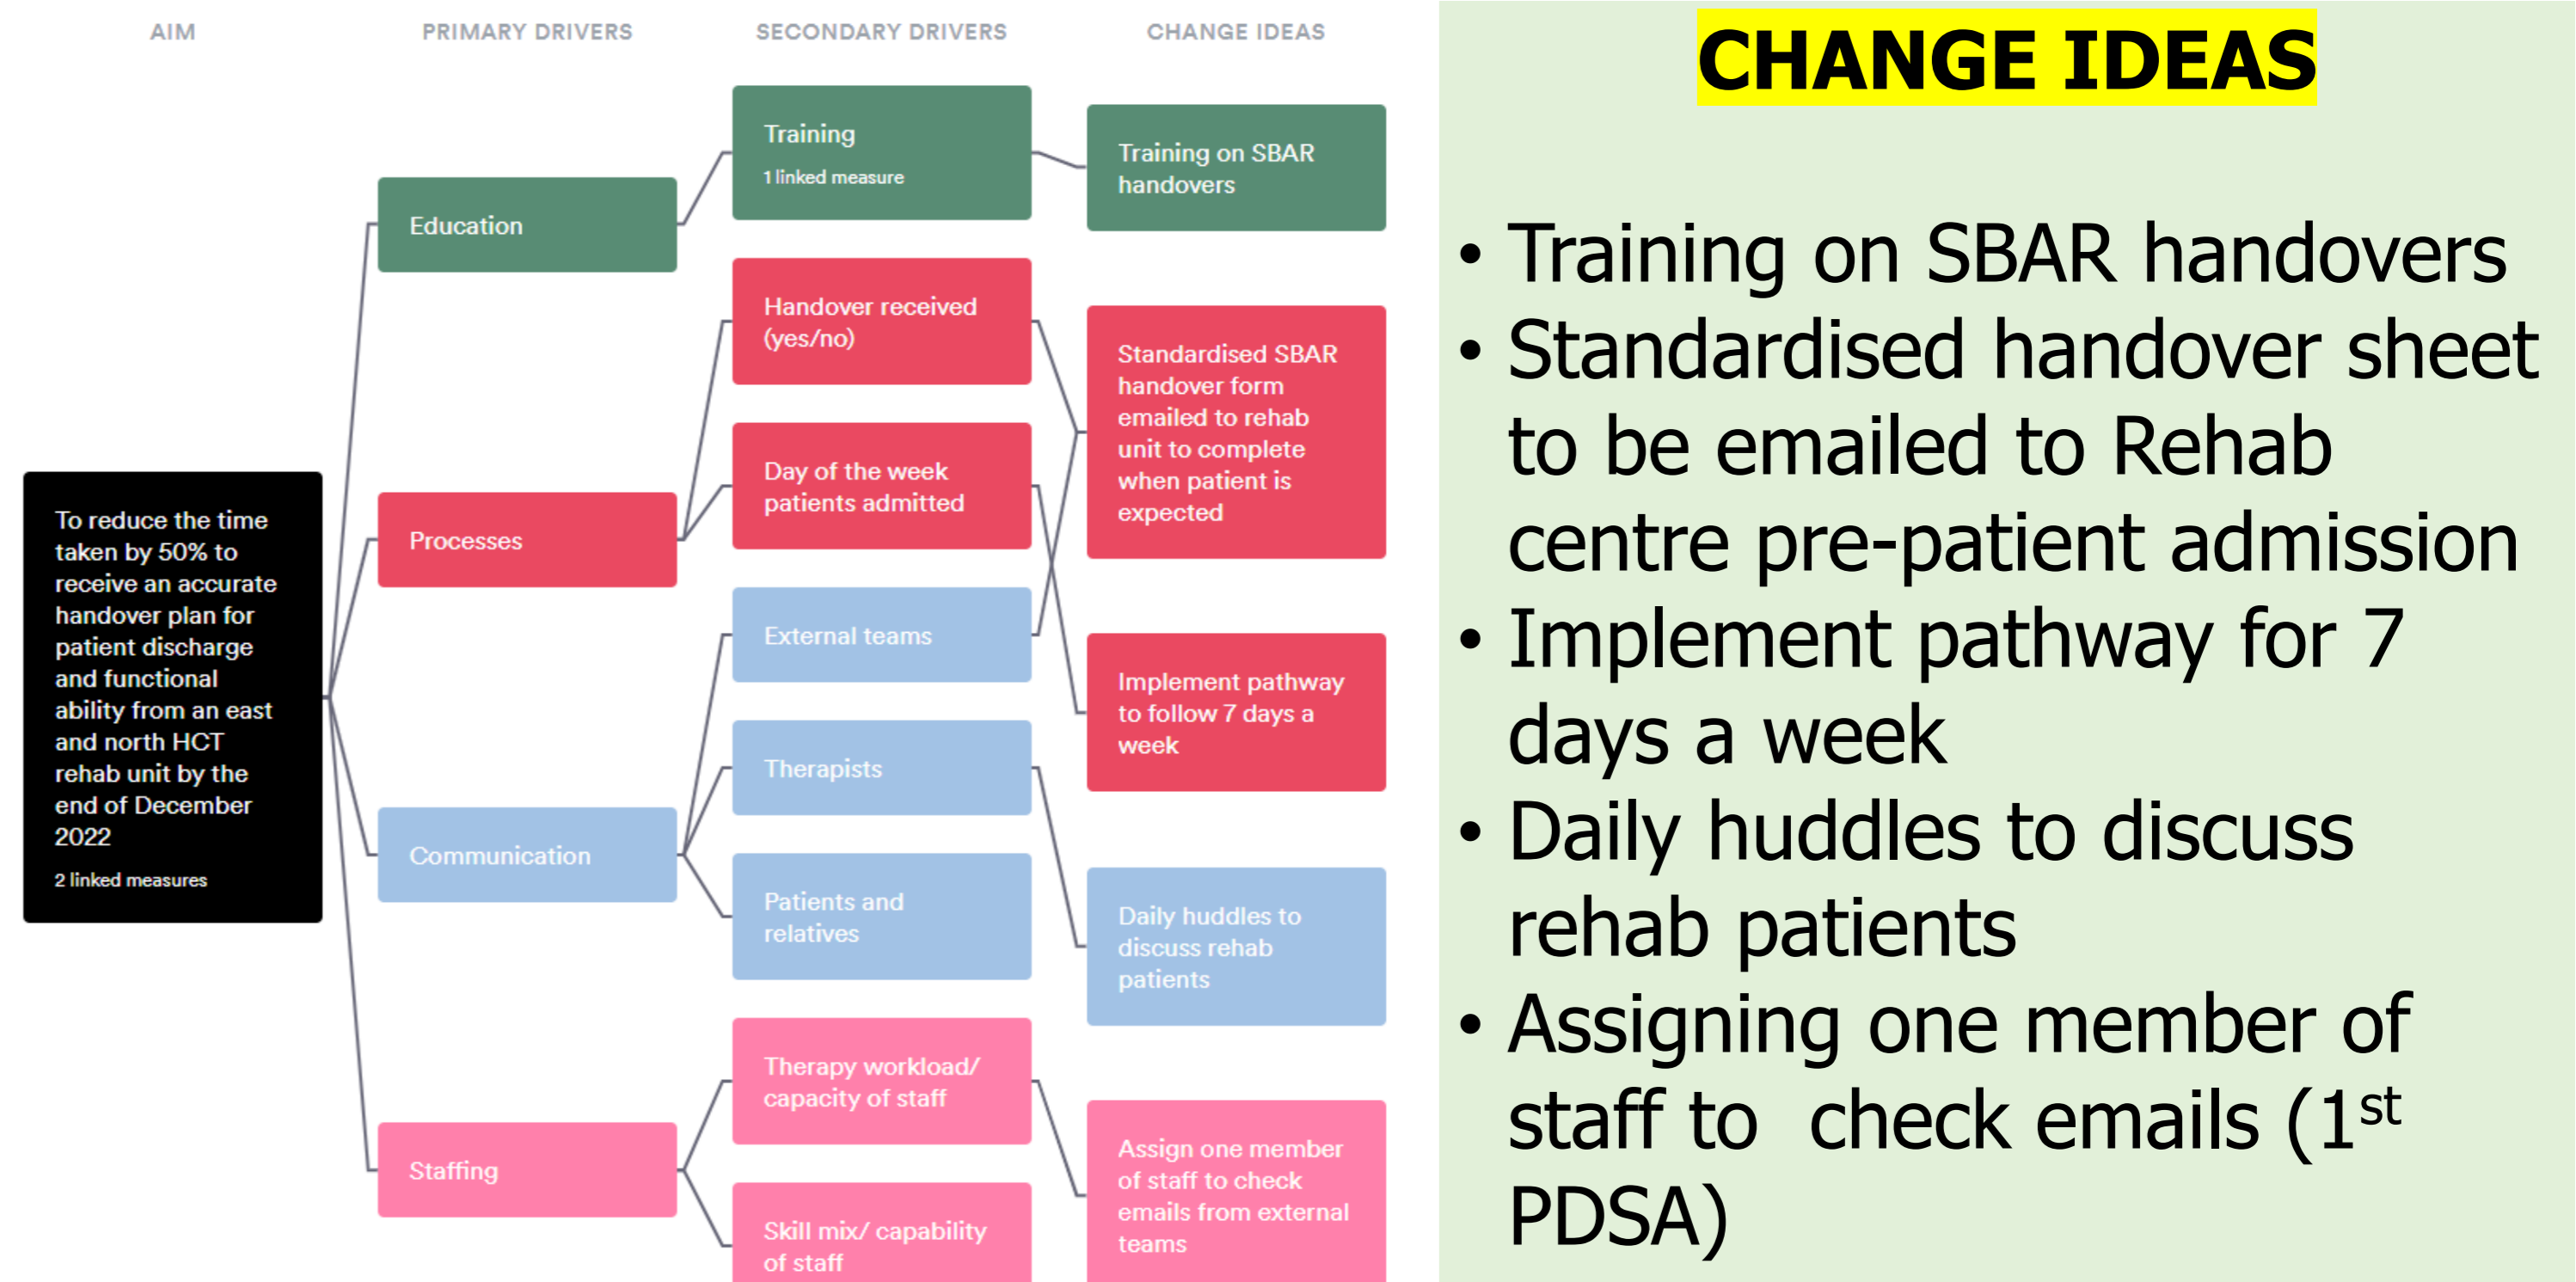 AIM
PRIMARY DRIVERS
SECONDARY DRIVERS
CHANGE IDEAS
To reduce the time
taken by 50% to
receive an accurate
handover plan for
patient discharge
and functional
ability from an east
and north HCT
rehab unit by the
end of December
2022
2 linked measures
Education
Processes
Communication
Staffing
Training
1 linked measure
Handover received
(yes/no)
Day of the week
patients admitted
External teams
Therapists
Patients and
relatives
Therapy workload/
capacity of staff
Skill mix/ capability
of staff
Training on SBAR
handovers
Standardised SBAR
handover form
emailed to rehab
unit to complete
when patient is
expected
Implement pathway
to follow 7 days a
week
Daily huddles to
discuss rehab
patients
Assign one member
of staff to check
emails from external
teams
CHANGE IDEAS
• Training on SBAR handovers
• Standardised handover sheet
to be emailed to Rehab
centre pre-patient admission
• Implement pathway for 7
days a week
• Daily huddles to discuss
rehab patients
• Assigning one member of
staff to  check emails (1st
PDSA)